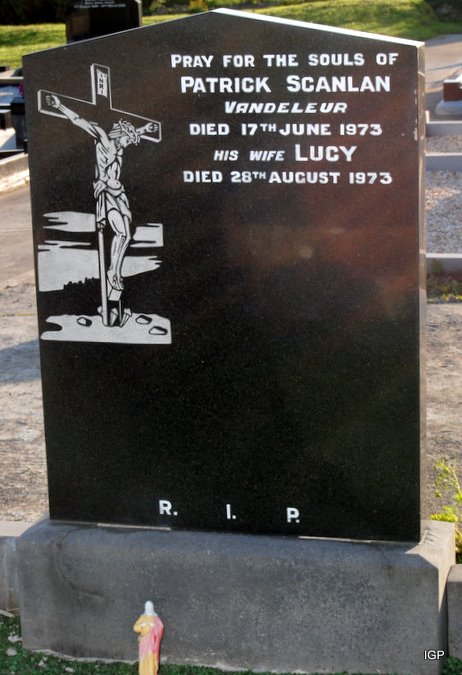 PRAY FOR THE SOULS OF
PATRICK SCANLAN
VANDELEUR
DIED 17TH JUNE 1973
HIS WIFE LUCY
DIED 28TH AUGUST 1973
INRI
R. I. P.
IGP